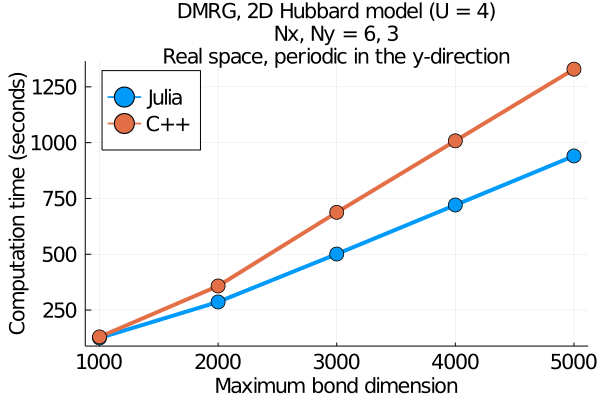 DMRG, 2D Hubbard model (U = 4)
Nx, Ny = 6, 3
Real space, periodic in the y-direction
Julia
C++
Computation time (seconds)
1250
1000
750
500
250
1000 2000 3000 4000 5000
Maximum bond dimension